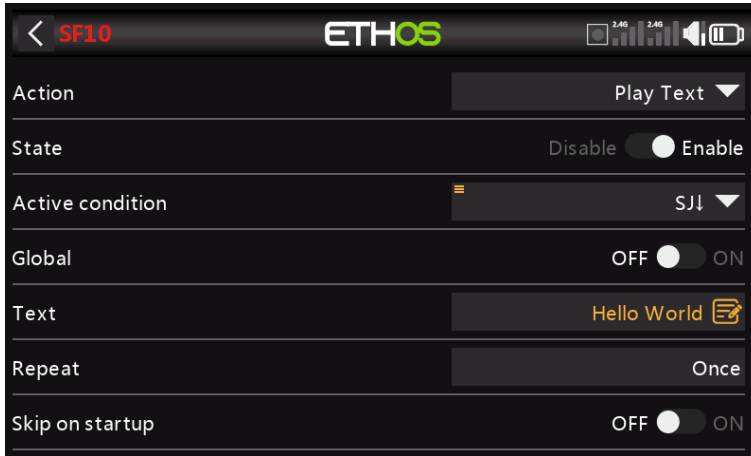 SF10 ETHOS 2.4G 2.4G
Action Play Text
State Disable Enable
Active condition SJ↓
Global OFF ON
Text Hello World
Repeat Once
Skip on startup OFF ON